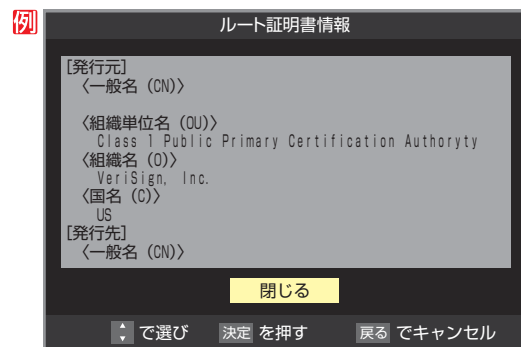 例
ルート証明書情報
[発行元]
〈一般名（CN)〉
〈組織単位名（OU)〉
Class 1 Public Primary Certification Authoryty
〈組織名（O)〉
VeriSign, Inc.
〈国名（C)〉
US
[発行先]
〈一般名（CN)〉
閉じる
で選び 決定 を押す 戻る でキャンセル